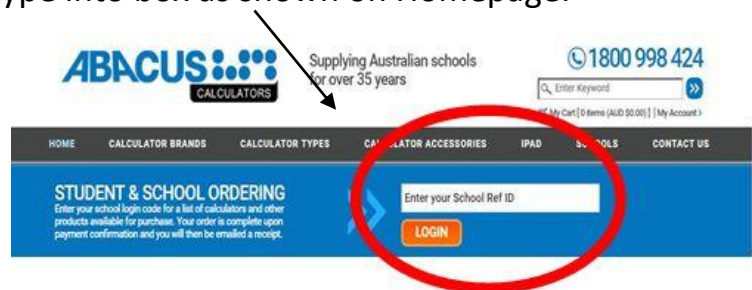 type into box as shown on Homepage.
ABACUS
CALCULATORS
Supplying Australian schools
for over 35 years
1800 998 424
Enter Keyword
My Cart [ 0 items (AUD $0.00) ] | My Account >
HOME CALCULATOR BRANDS CALCULATOR TYPES CALCULATOR ACCESSORIES IPAD SCHOOLS CONTACT US
STUDENT & SCHOOL ORDERING
Enter your school login code for a list of calculators and other
products available for purchase. Your order is complete upon
payment confirmation and you will then be emailed a receipt.
Enter your School Ref ID
LOGIN